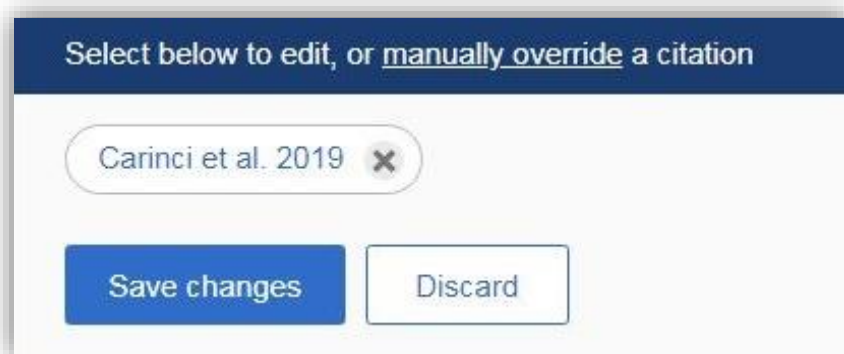 Select below to edit, or manually override a citation
Carinci et al. 2019
Save changes Discard